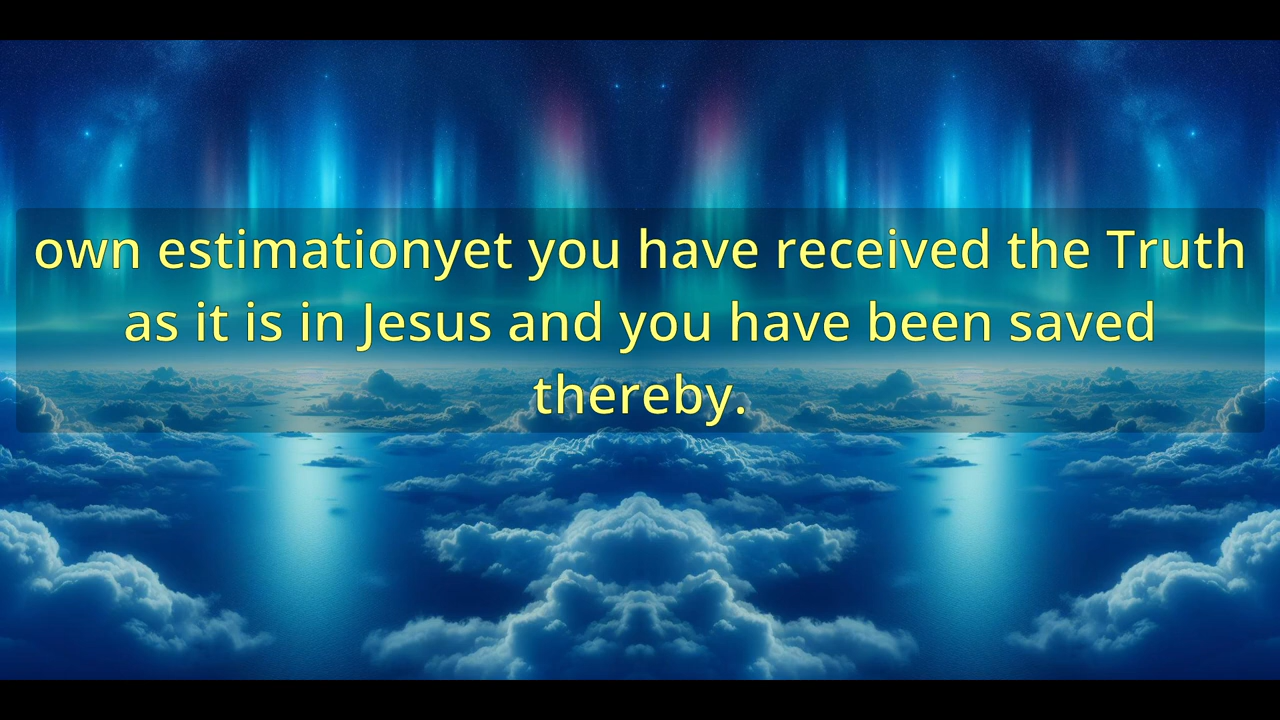 own estimationyet you have received the Truth
as it is in Jesus and you have been saved
thereby.